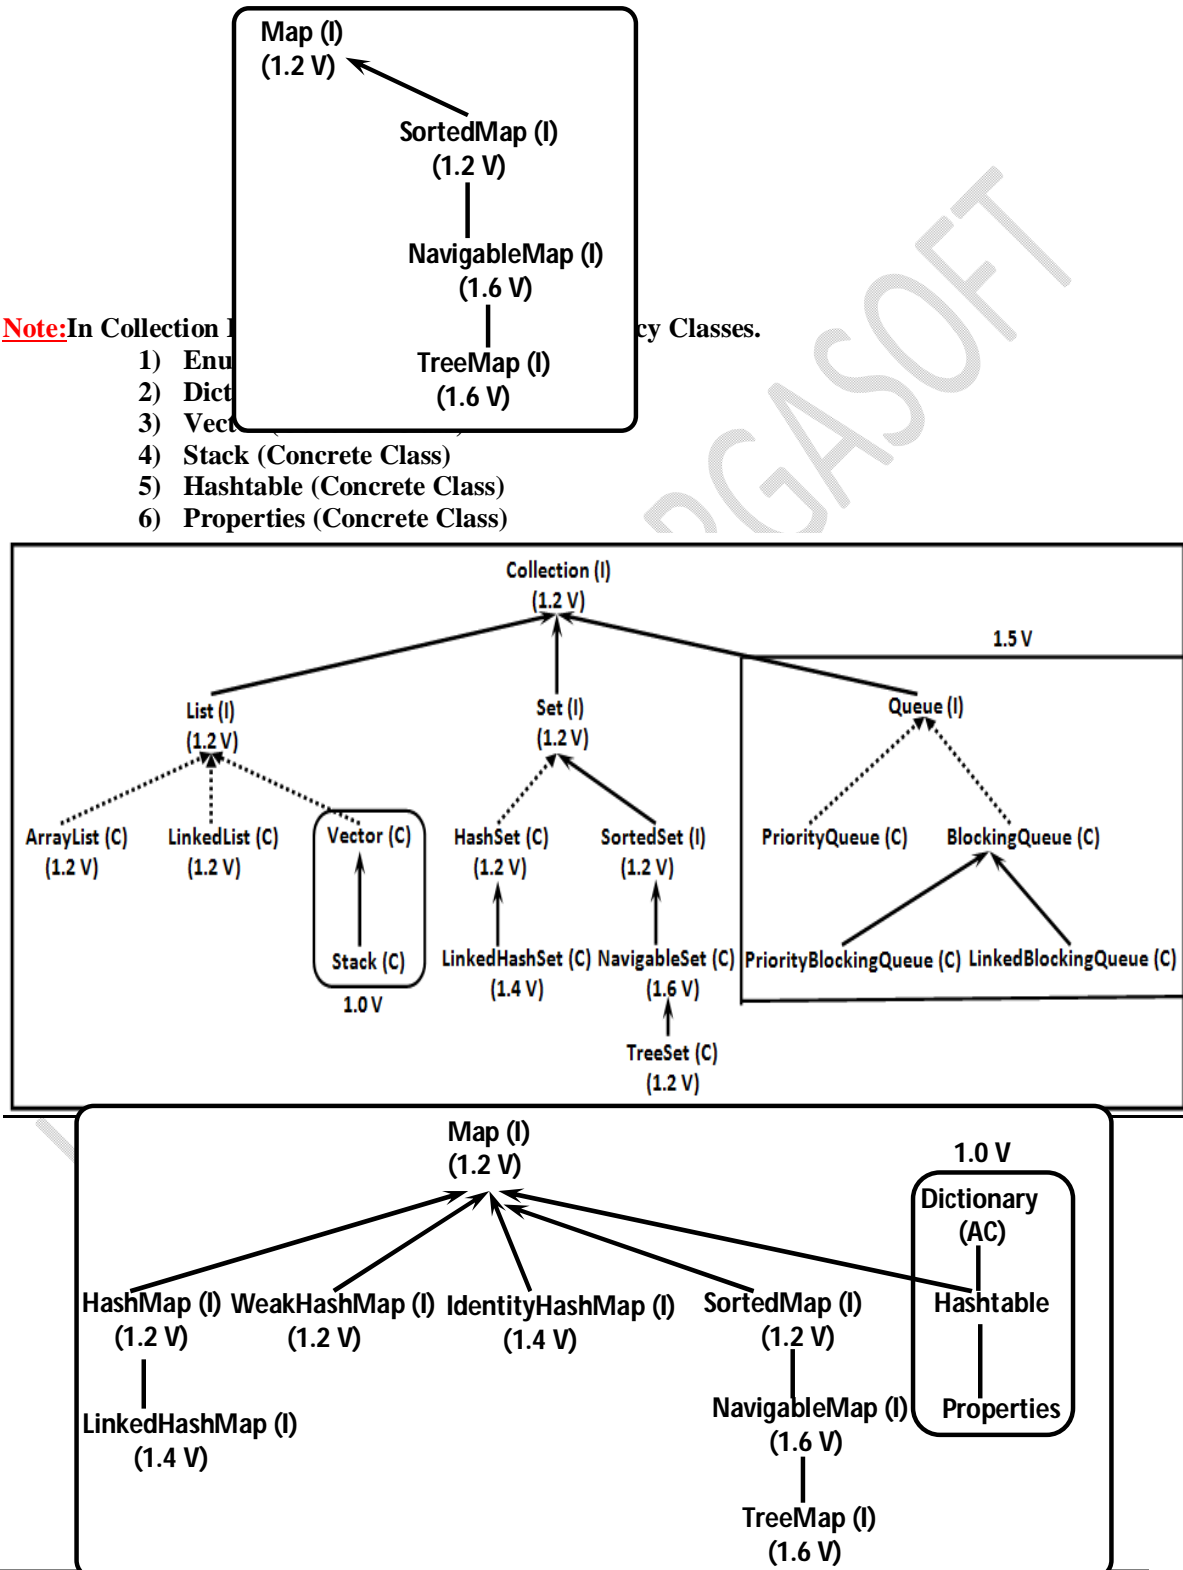 Map (I)
(1.2 V)
SortedMap (I)
(1.2 V)
NavigableMap (I)
(1.6 V)
TreeMap (I)
(1.6 V)
Note:In Collection cy Classes.
1) Enu
2) Dict
3) Vect
4) Stack (Concrete Class)
5) Hashtable (Concrete Class)
6) Properties (Concrete Class)
RGASOFT
Collection (I)
(1.2 V)
1.5 V
List (I)
(1.2 V)
Set (I)
(1.2 V)
Queue (I)
ArrayList (C)
(1.2 V)
LinkedList (C)
(1.2 V)
Vector (C)
HashSet (C)
(1.2 V)
SortedSet (I)
(1.2 V)
PriorityQueue (C)
BlockingQueue (C)
Stack (C)
1.0 V
LinkedHashSet (C)
(1.4 V)
NavigableSet (C)
(1.6 V)
PriorityBlockingQueue (C)
LinkedBlockingQueue (C)
TreeSet (C)
(1.2 V)
Map (I)
(1.2 V)
1.0 V
Dictionary
(AC)
HashMap (I)
(1.2 V)
WeakHashMap (I)
(1.2 V)
IdentityHashMap (I)
(1.4 V)
SortedMap (I)
(1.2 V)
Hashtable
LinkedHashMap (I)
(1.4 V)
NavigableMap (I)
(1.6 V)
Properties
TreeMap (I)
(1.6 V)